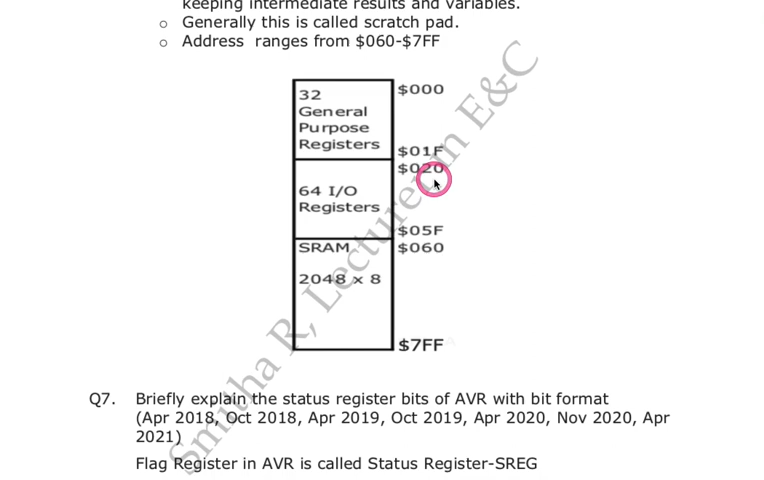 keeping intermediate results and variables.
o Generally this is called scratch pad.
o Address ranges from $060-$7FF
32
General
Purpose
Registers
$000
$01F
$020
64 I/O
Registers
$05F
SRAM
$060
2048 x 8
$7FF
Smitha R, Lecturer in E&C
Q7. Briefly explain the status register bits of AVR with bit format
(Apr 2018, Oct 2018, Apr 2019, Oct 2019, Apr 2020, Nov 2020, Apr
2021)
Flag Register in AVR is called Status Register-SREG